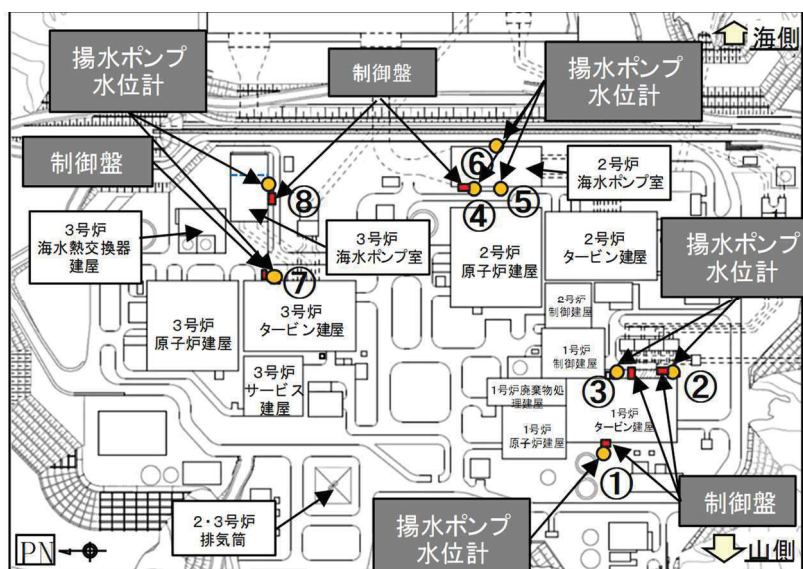 海側
揚水ポンプ
水位計
制御盤
揚水ポンプ
水位計
制御盤
⑥
2号炉
海水ポンプ室
⑧
④
⑤
3号炉
海水熱交換器
建屋
3号炉
海水ポンプ室
2号炉
原子炉建屋
2号炉
タービン建屋
揚水ポンプ
水位計
⑦
3号炉
原子炉建屋
3号炉
タービン建屋
2号炉
制御建屋
1号炉
制御建屋
3号炉
サービス
建屋
③
②
1号炉廃棄物処
理建屋
1号炉
原子炉建屋
1号炉
タービン建屋
①
制御盤
2・3号炉
排気筒
揚水ポンプ
水位計
PN
山側